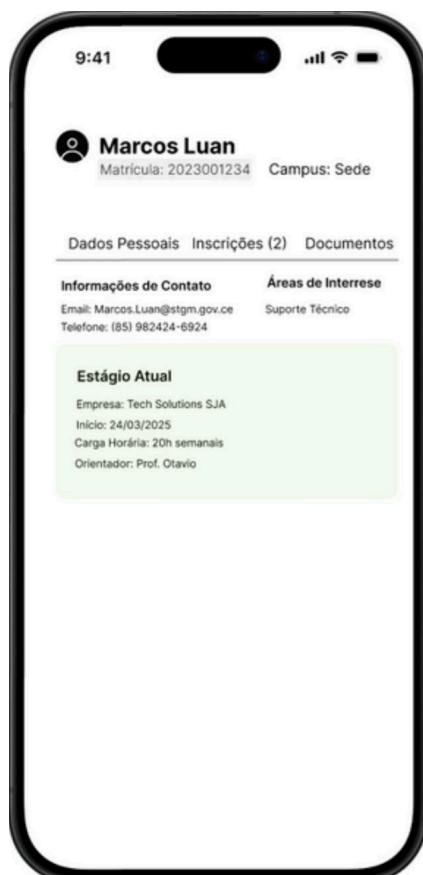 9:41
Marcos Luan
Matrícula: 2023001234 Campus: Sede
Dados Pessoais Inscrições (2) Documentos
Informações de Contato
Email: Marcos.Luan@stgm.gov.ce
Telefone: (85) 982424-6924
Áreas de Interrese
Suporte Técnico
Estágio Atual
Empresa: Tech Solutions SJA
Início: 24/03/2025
Carga Horária: 20h semanais
Orientador: Prof. Otavio